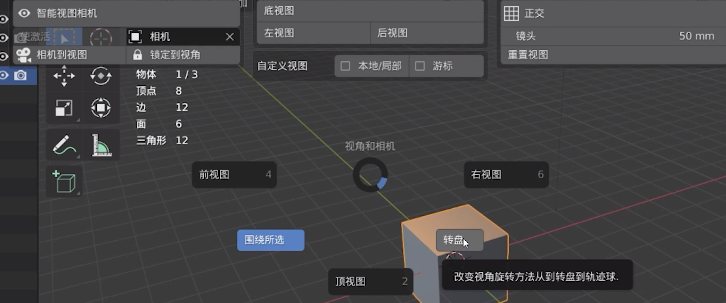 智能视图相机
激活
相机
相机到视图
锁定到视角
底视图
左视图
后视图
自定义视图
本地/局部
游标
正交
镜头 50 mm
重置视图
物体 1 / 3
顶点 8
边 12
面 6
三角形 12
视角和相机
前视图 4
右视图 6
围绕所选
转盘
顶视图 2
改变视角旋转方法从到转盘到轨迹球.